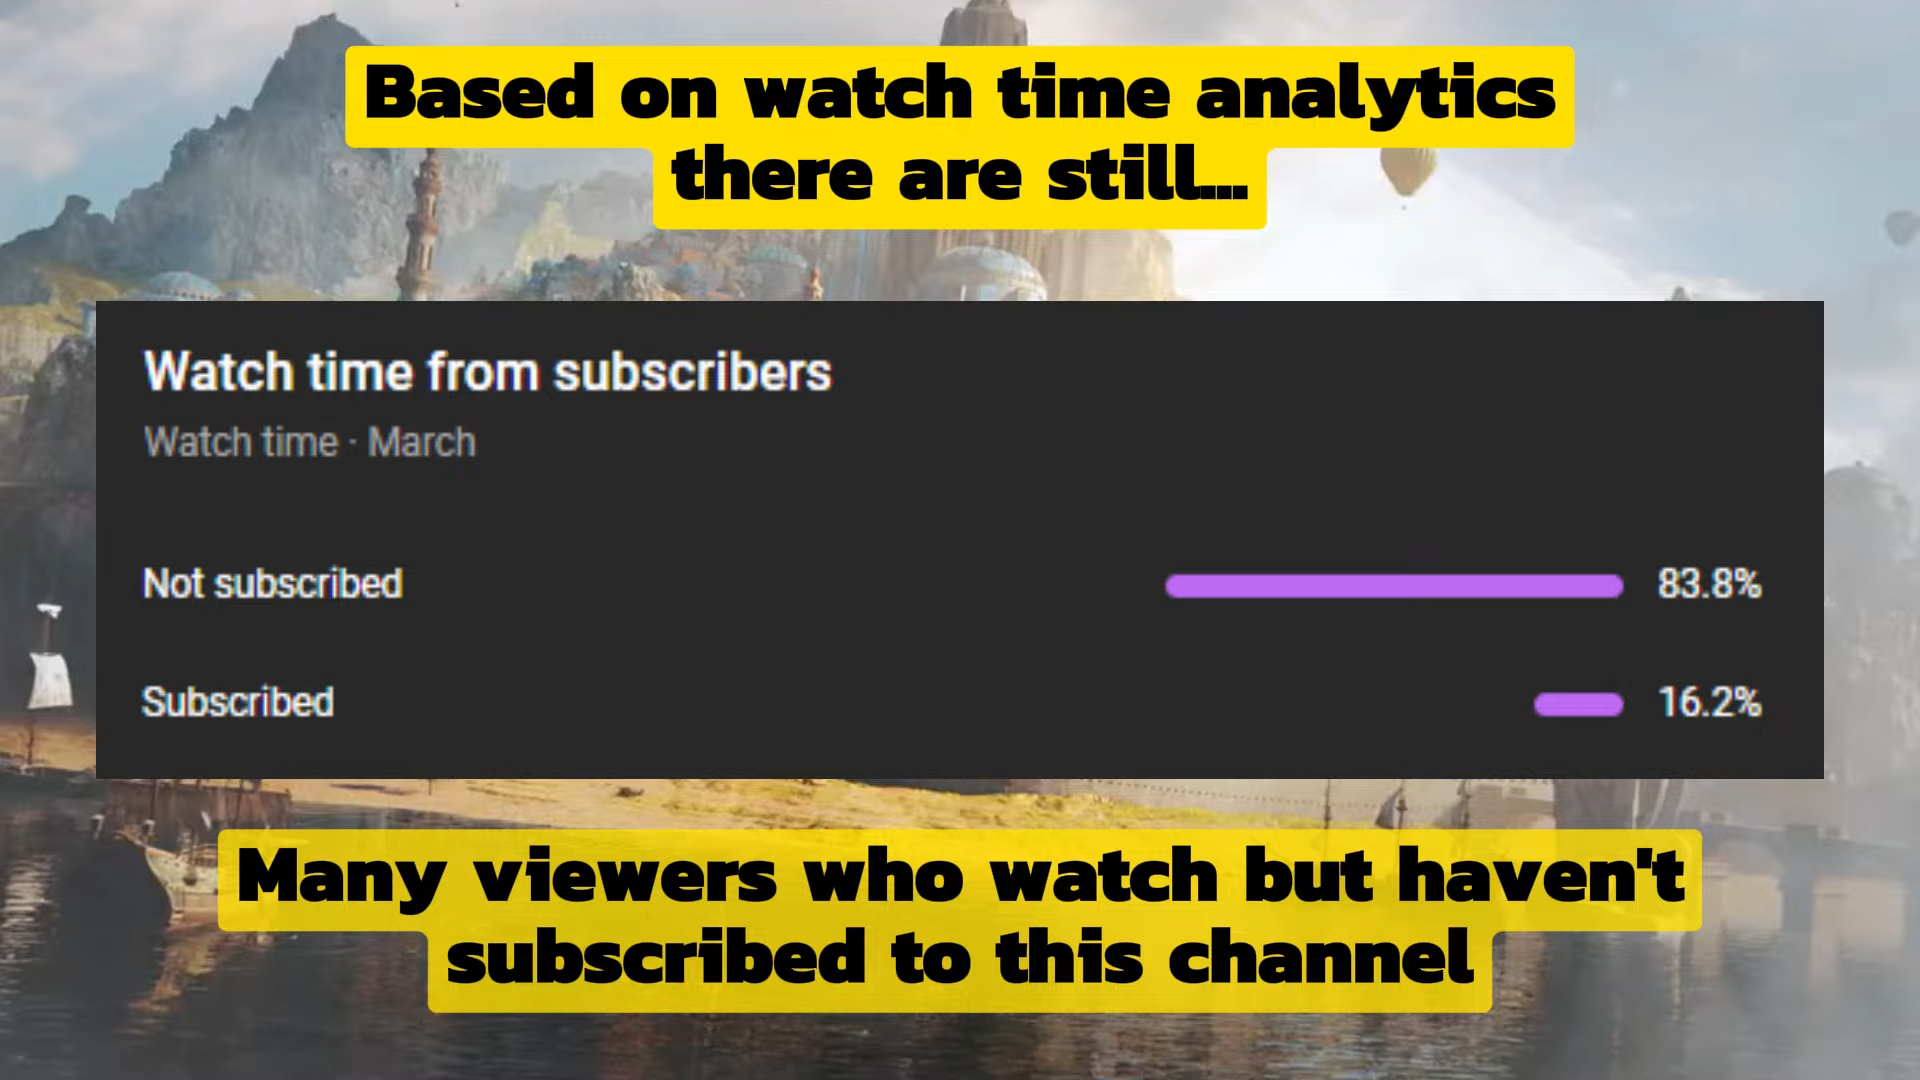 Based on watch time analytics
there are still...
Watch time from subscribers
Watch time · March
Not subscribed 83.8%
Subscribed 16.2%
Many viewers who watch but haven't
subscribed to this channel